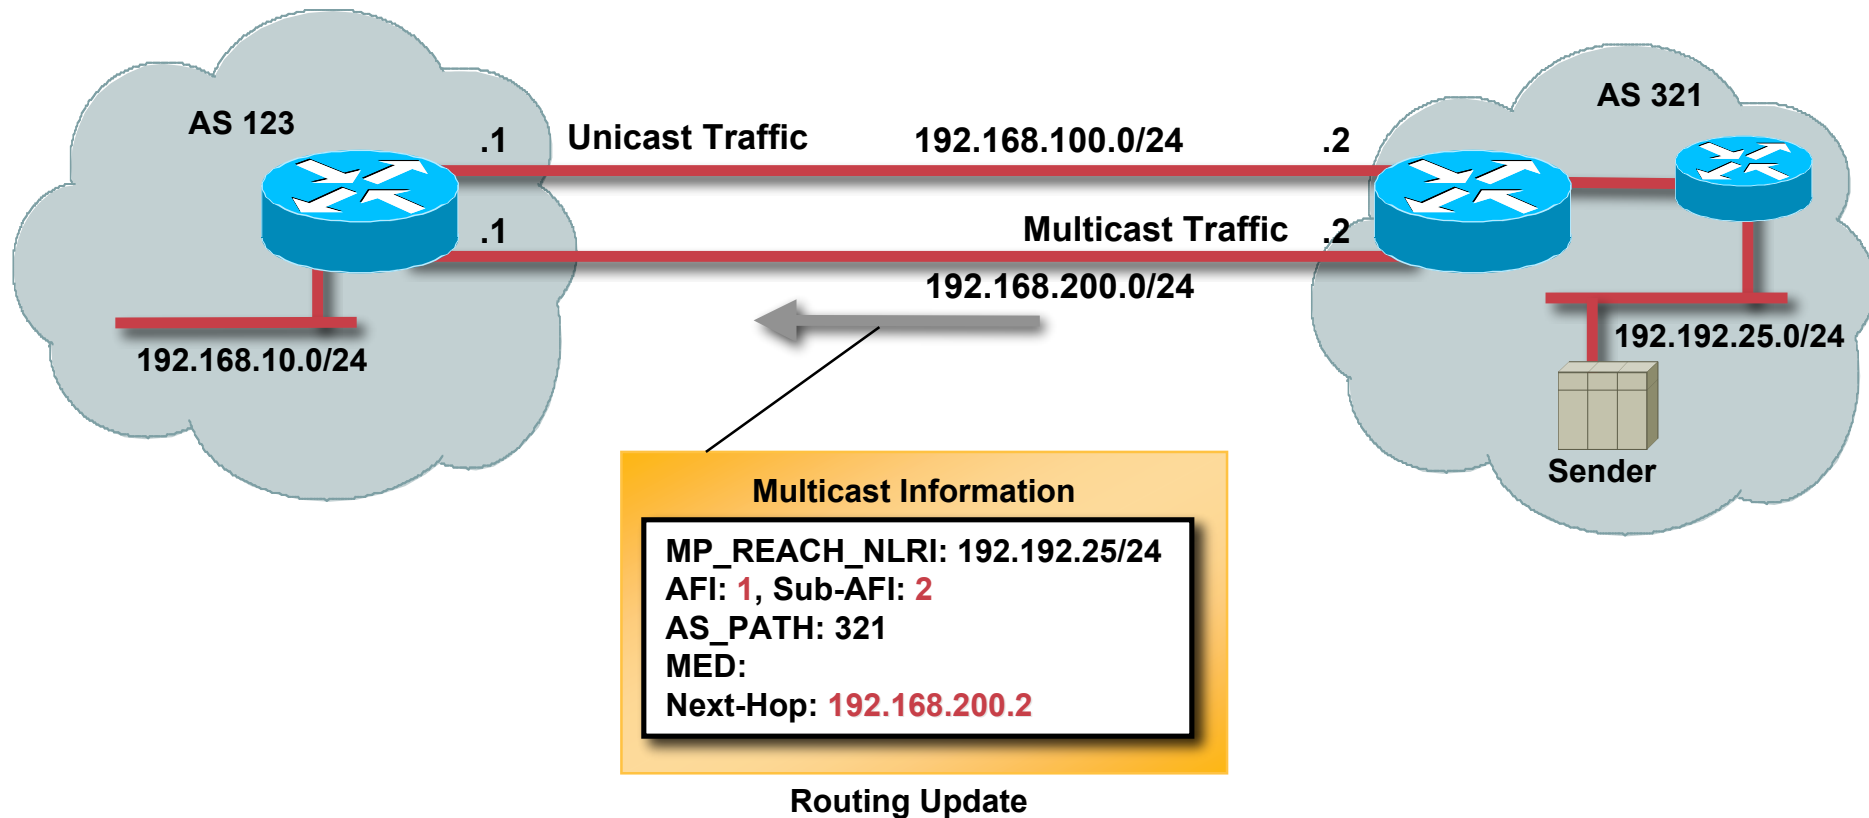 AS 123
AS 321
.1 Unicast Traffic 192.168.100.0/24 .2
.1 Multicast Traffic .2
192.168.200.0/24
192.168.10.0/24
192.192.25.0/24
Sender
Multicast Information
MP_REACH_NLRI: 192.192.25/24
AFI: 1, Sub-AFI: 2
AS_PATH: 321
MED:
Next-Hop: 192.168.200.2
Routing Update